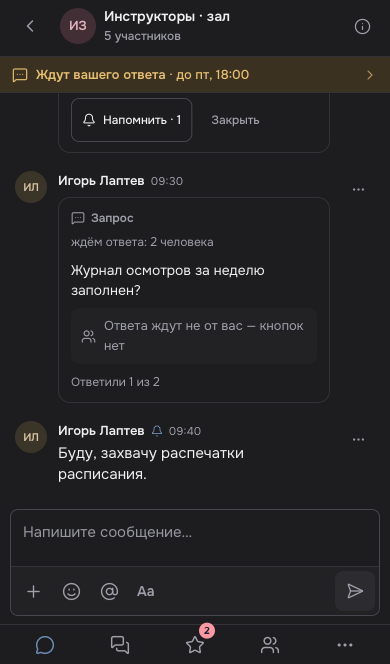 ИЗ
Инструкторы · зал
5 участников
Ждут вашего ответа · до пт, 18:00
Напомнить · 1
Закрыть
ИЛ
Игорь Лаптев 09:30
Запрос
ждём ответа: 2 человека
Журнал осмотров за неделю
заполнен?
Ответа ждут не от вас — кнопок
нет
Ответили 1 из 2
ИЛ
Игорь Лаптев 09:40
Буду, захвачу распечатки
расписания.
Напишите сообщение…
Aa
2